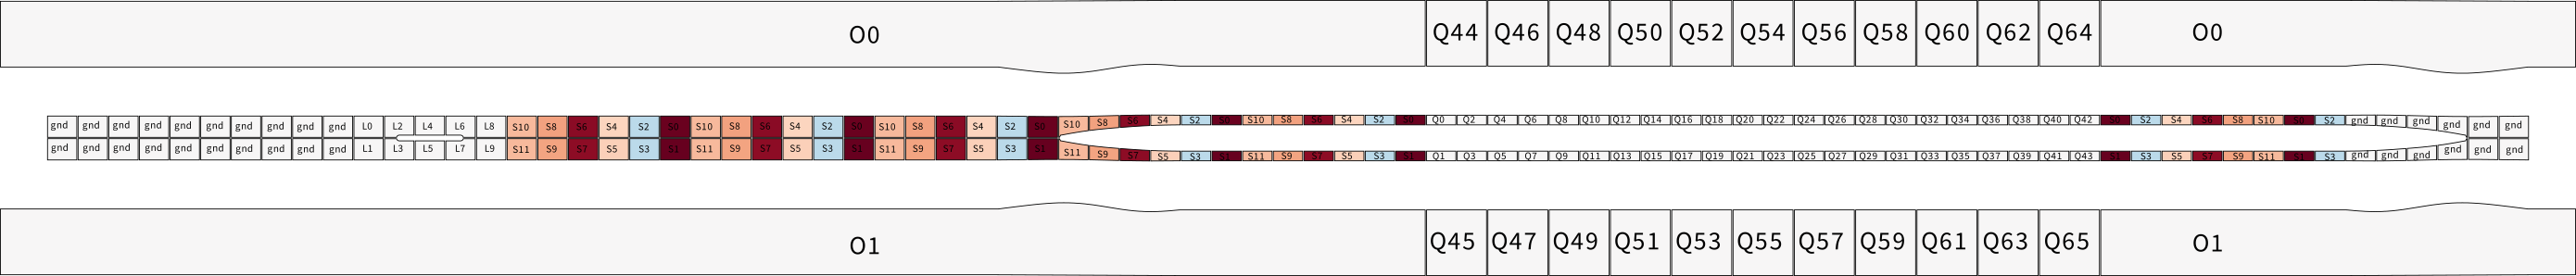 O0 Q44 Q46 Q48 Q50 Q52 Q54 Q56 Q58 Q60 Q62 Q64 O0
gnd gnd gnd gnd gnd gnd gnd gnd gnd gnd L0 L2 L4 L6 L8 S10 S8 S6 S4 S2 S0 S10 S8 S6 S4 S2 S0 S10 S8 S6 S4 S2 S0 S10 S8 S6 S4 S2 S0 S10 S8 S6 S4 S2 S0 Q0 Q2 Q4 Q6 Q8 Q10 Q12 Q14 Q16 Q18 Q20 Q22 Q24 Q26 Q28 Q30 Q32 Q34 Q36 Q38 Q40 Q42 S0 S2 S4 S6 S8 S10 S0 S2 gnd gnd gnd gnd gnd gnd
gnd gnd gnd gnd gnd gnd gnd gnd gnd gnd L1 L3 L5 L7 L9 S11 S9 S7 S5 S3 S1 S11 S9 S7 S5 S3 S1 S11 S9 S7 S5 S3 S1 S11 S9 S7 S5 S3 S1 S11 S9 S7 S5 S3 S1 Q1 Q3 Q5 Q7 Q9 Q11 Q13 Q15 Q17 Q19 Q21 Q23 Q25 Q27 Q29 Q31 Q33 Q35 Q37 Q39 Q41 Q43 S1 S3 S5 S7 S9 S11 S1 S3 gnd gnd gnd gnd gnd gnd
O1 Q45 Q47 Q49 Q51 Q53 Q55 Q57 Q59 Q61 Q63 Q65 O1